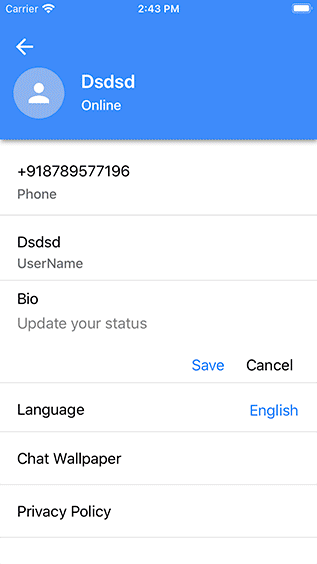 Carrier 2:43 PM
Dsdsd
Online
+918789577196
Phone
Dsdsd
UserName
Bio
Update your status
Save Cancel
Language English
Chat Wallpaper
Privacy Policy